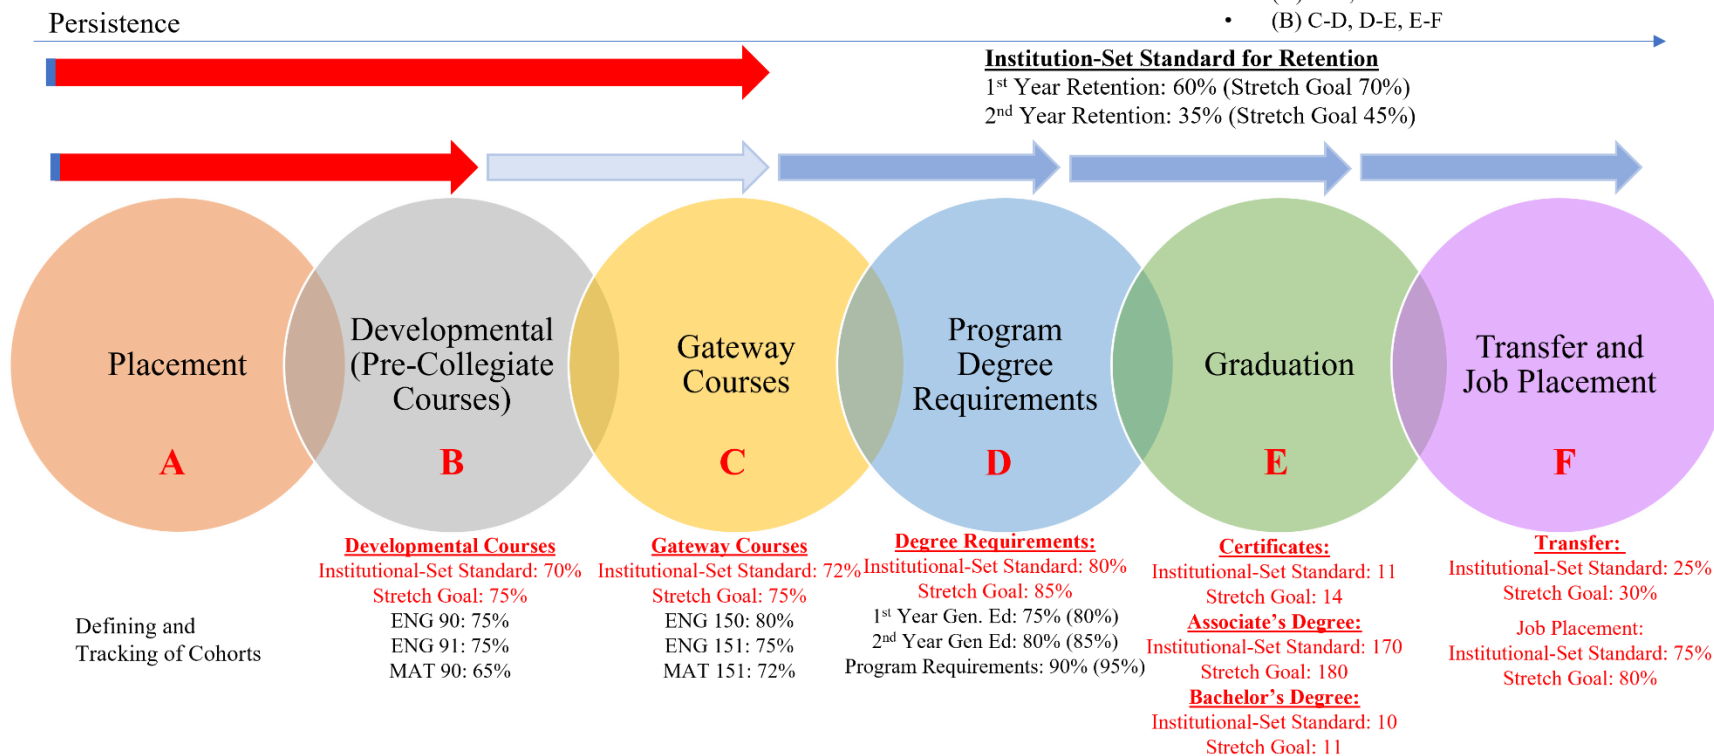 Persistence
• (B) C-D, D-E, E-F
Institution-Set Standard for Retention
1st Year Retention: 60% (Stretch Goal 70%)
2nd Year Retention: 35% (Stretch Goal 45%)
Placement
A
Developmental
(Pre-Collegiate
Courses)
B
Gateway
Courses
C
Program
Degree
Requirements
D
Graduation
E
Transfer and
Job Placement
F
Defining and
Tracking of Cohorts
Developmental Courses
Institutional-Set Standard: 70%
Stretch Goal: 75%
ENG 90: 75%
ENG 91: 75%
MAT 90: 65%
Gateway Courses
Institutional-Set Standard: 72%
Stretch Goal: 75%
ENG 150: 80%
ENG 151: 75%
MAT 151: 72%
Degree Requirements:
Institutional-Set Standard: 80%
Stretch Goal: 85%
1st Year Gen. Ed: 75% (80%)
2nd Year Gen Ed: 80% (85%)
Program Requirements: 90% (95%)
Certificates:
Institutional-Set Standard: 11
Stretch Goal: 14
Associate’s Degree:
Institutional-Set Standard: 170
Stretch Goal: 180
Bachelor’s Degree:
Institutional-Set Standard: 10
Stretch Goal: 11
Transfer:
Institutional-Set Standard: 25%
Stretch Goal: 30%
Job Placement:
Institutional-Set Standard: 75%
Stretch Goal: 80%